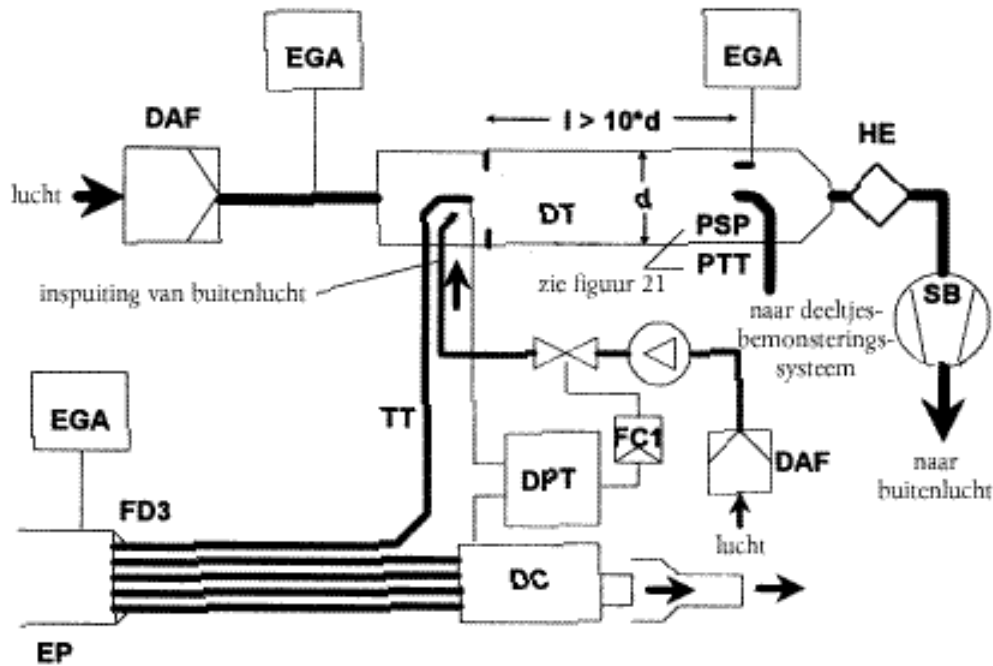 EGA
EGA
DAF
l > 10*d
HE
lucht
d
DT
PSP
PTT
inspuiting van buitenlucht
zie figuur 21
SB
naar deeltjes-
bemonsterings-
systeem
EGA
TT
FC1
DAF
DPT
naar
buitenlucht
FD3
lucht
DC
EP